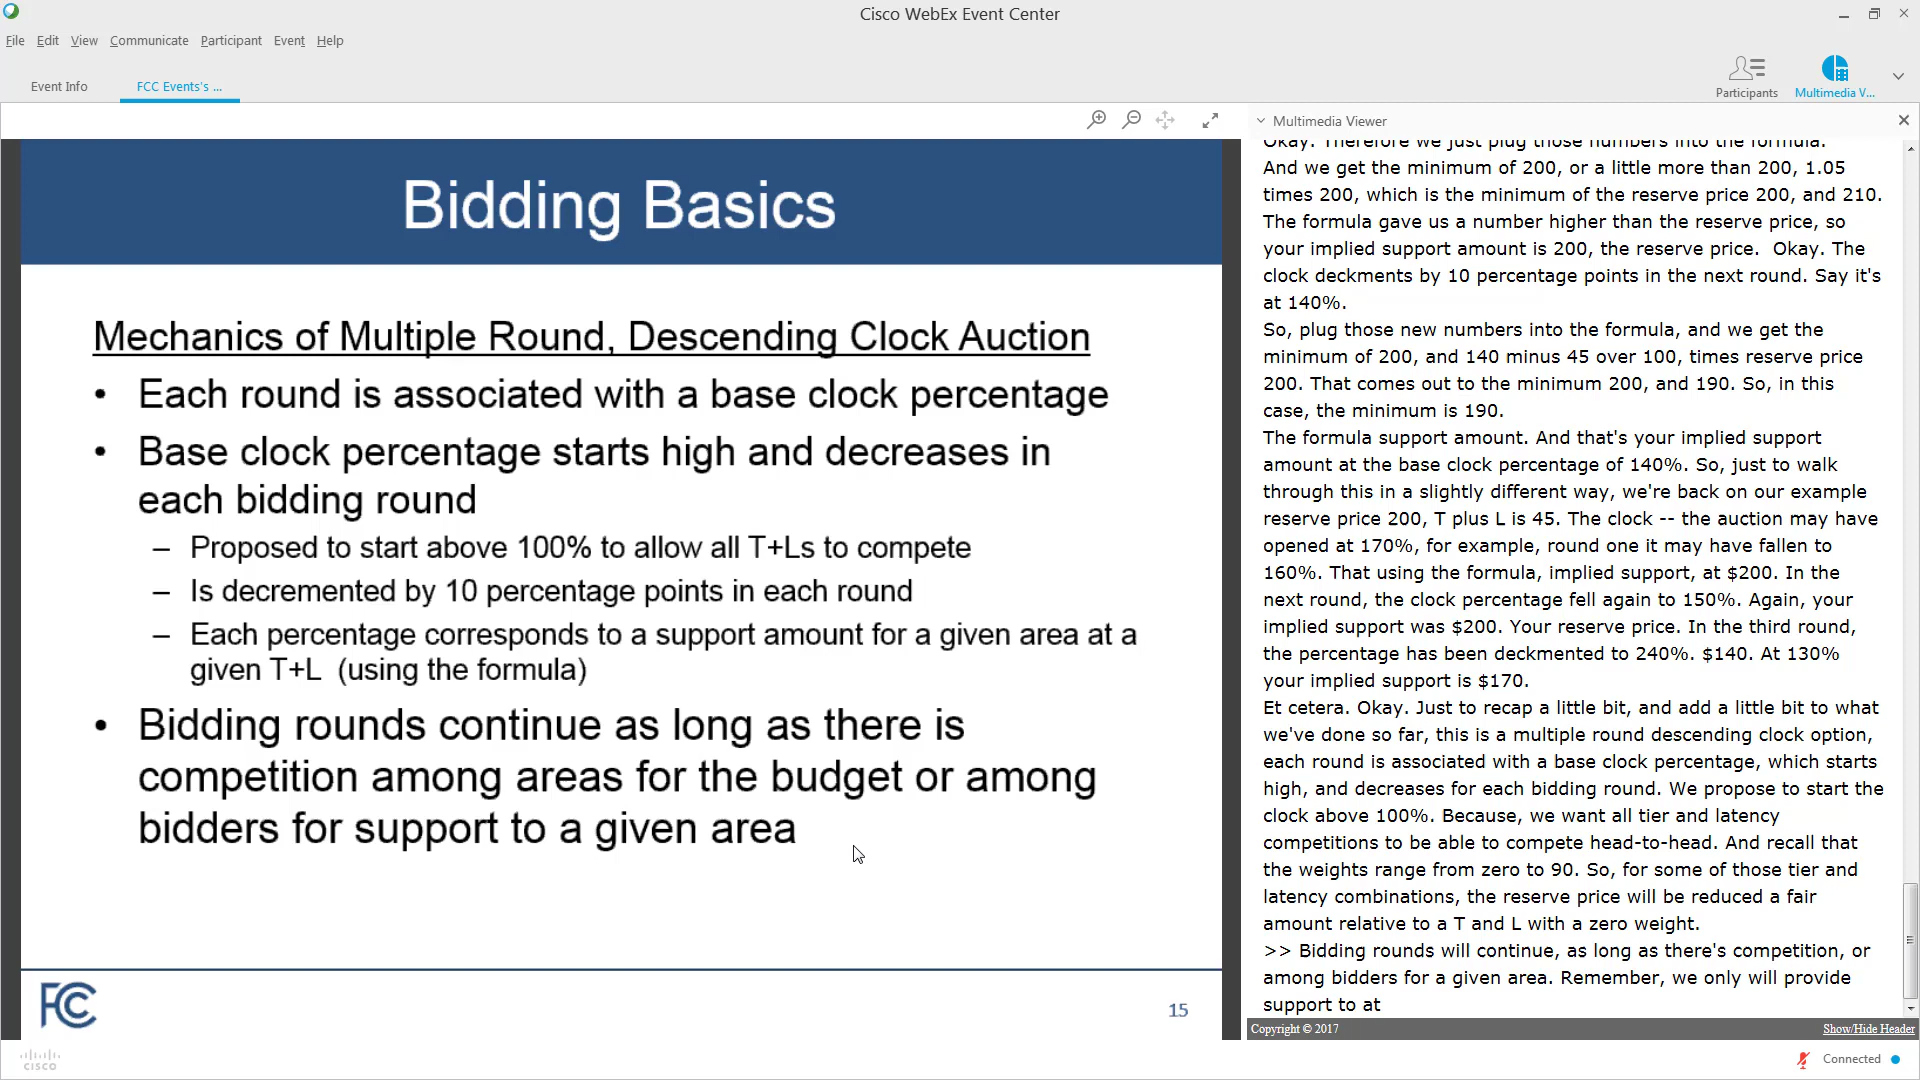 Cisco WebEx Event Center
File Edit View Communicate Participant Event Help
Event Info FCC Events's ...
Participants Multimedia V...
Bidding Basics
Mechanics of Multiple Round, Descending Clock Auction
• Each round is associated with a base clock percentage
• Base clock percentage starts high and decreases in
each bidding round
– Proposed to start above 100% to allow all T+Ls to compete
– Is decremented by 10 percentage points in each round
– Each percentage corresponds to a support amount for a given area at a
given T+L (using the formula)
• Bidding rounds continue as long as there is
competition among areas for the budget or among
bidders for support to a given area
FCC
15
cisco
Multimedia Viewer
Okay. Therefore we just plug those numbers into the formula.
And we get the minimum of 200, or a little more than 200, 1.05
times 200, which is the minimum of the reserve price 200, and 210.
The formula gave us a number higher than the reserve price, so
your implied support amount is 200, the reserve price.  Okay. The
clock deckments by 10 percentage points in the next round. Say it's
at 140%.
So, plug those new numbers into the formula, and we get the
minimum of 200, and 140 minus 45 over 100, times reserve price
200. That comes out to the minimum 200, and 190. So, in this
case, the minimum is 190.
The formula support amount. And that's your implied support
amount at the base clock percentage of 140%. So, just to walk
through this in a slightly different way, we're back on our example
reserve price 200, T plus L is 45. The clock -- the auction may have
opened at 170%, for example, round one it may have fallen to
160%. That using the formula, implied support, at $200. In the
next round, the clock percentage fell again to 150%. Again, your
implied support was $200. Your reserve price. In the third round,
the percentage has been deckmented to 240%. $140. At 130%
your implied support is $170.
Et cetera. Okay. Just to recap a little bit, and add a little bit to what
we've done so far, this is a multiple round descending clock option,
each round is associated with a base clock percentage, which starts
high, and decreases for each bidding round. We propose to start the
clock above 100%. Because, we want all tier and latency
competitions to be able to compete head-to-head. And recall that
the weights range from zero to 90. So, for some of those tier and
latency combinations, the reserve price will be reduced a fair
amount relative to a T and L with a zero weight.
>> Bidding rounds will continue, as long as there's competition, or
among bidders for a given area. Remember, we only will provide
support to at
Copyright © 2017 Show/Hide Header
Connected